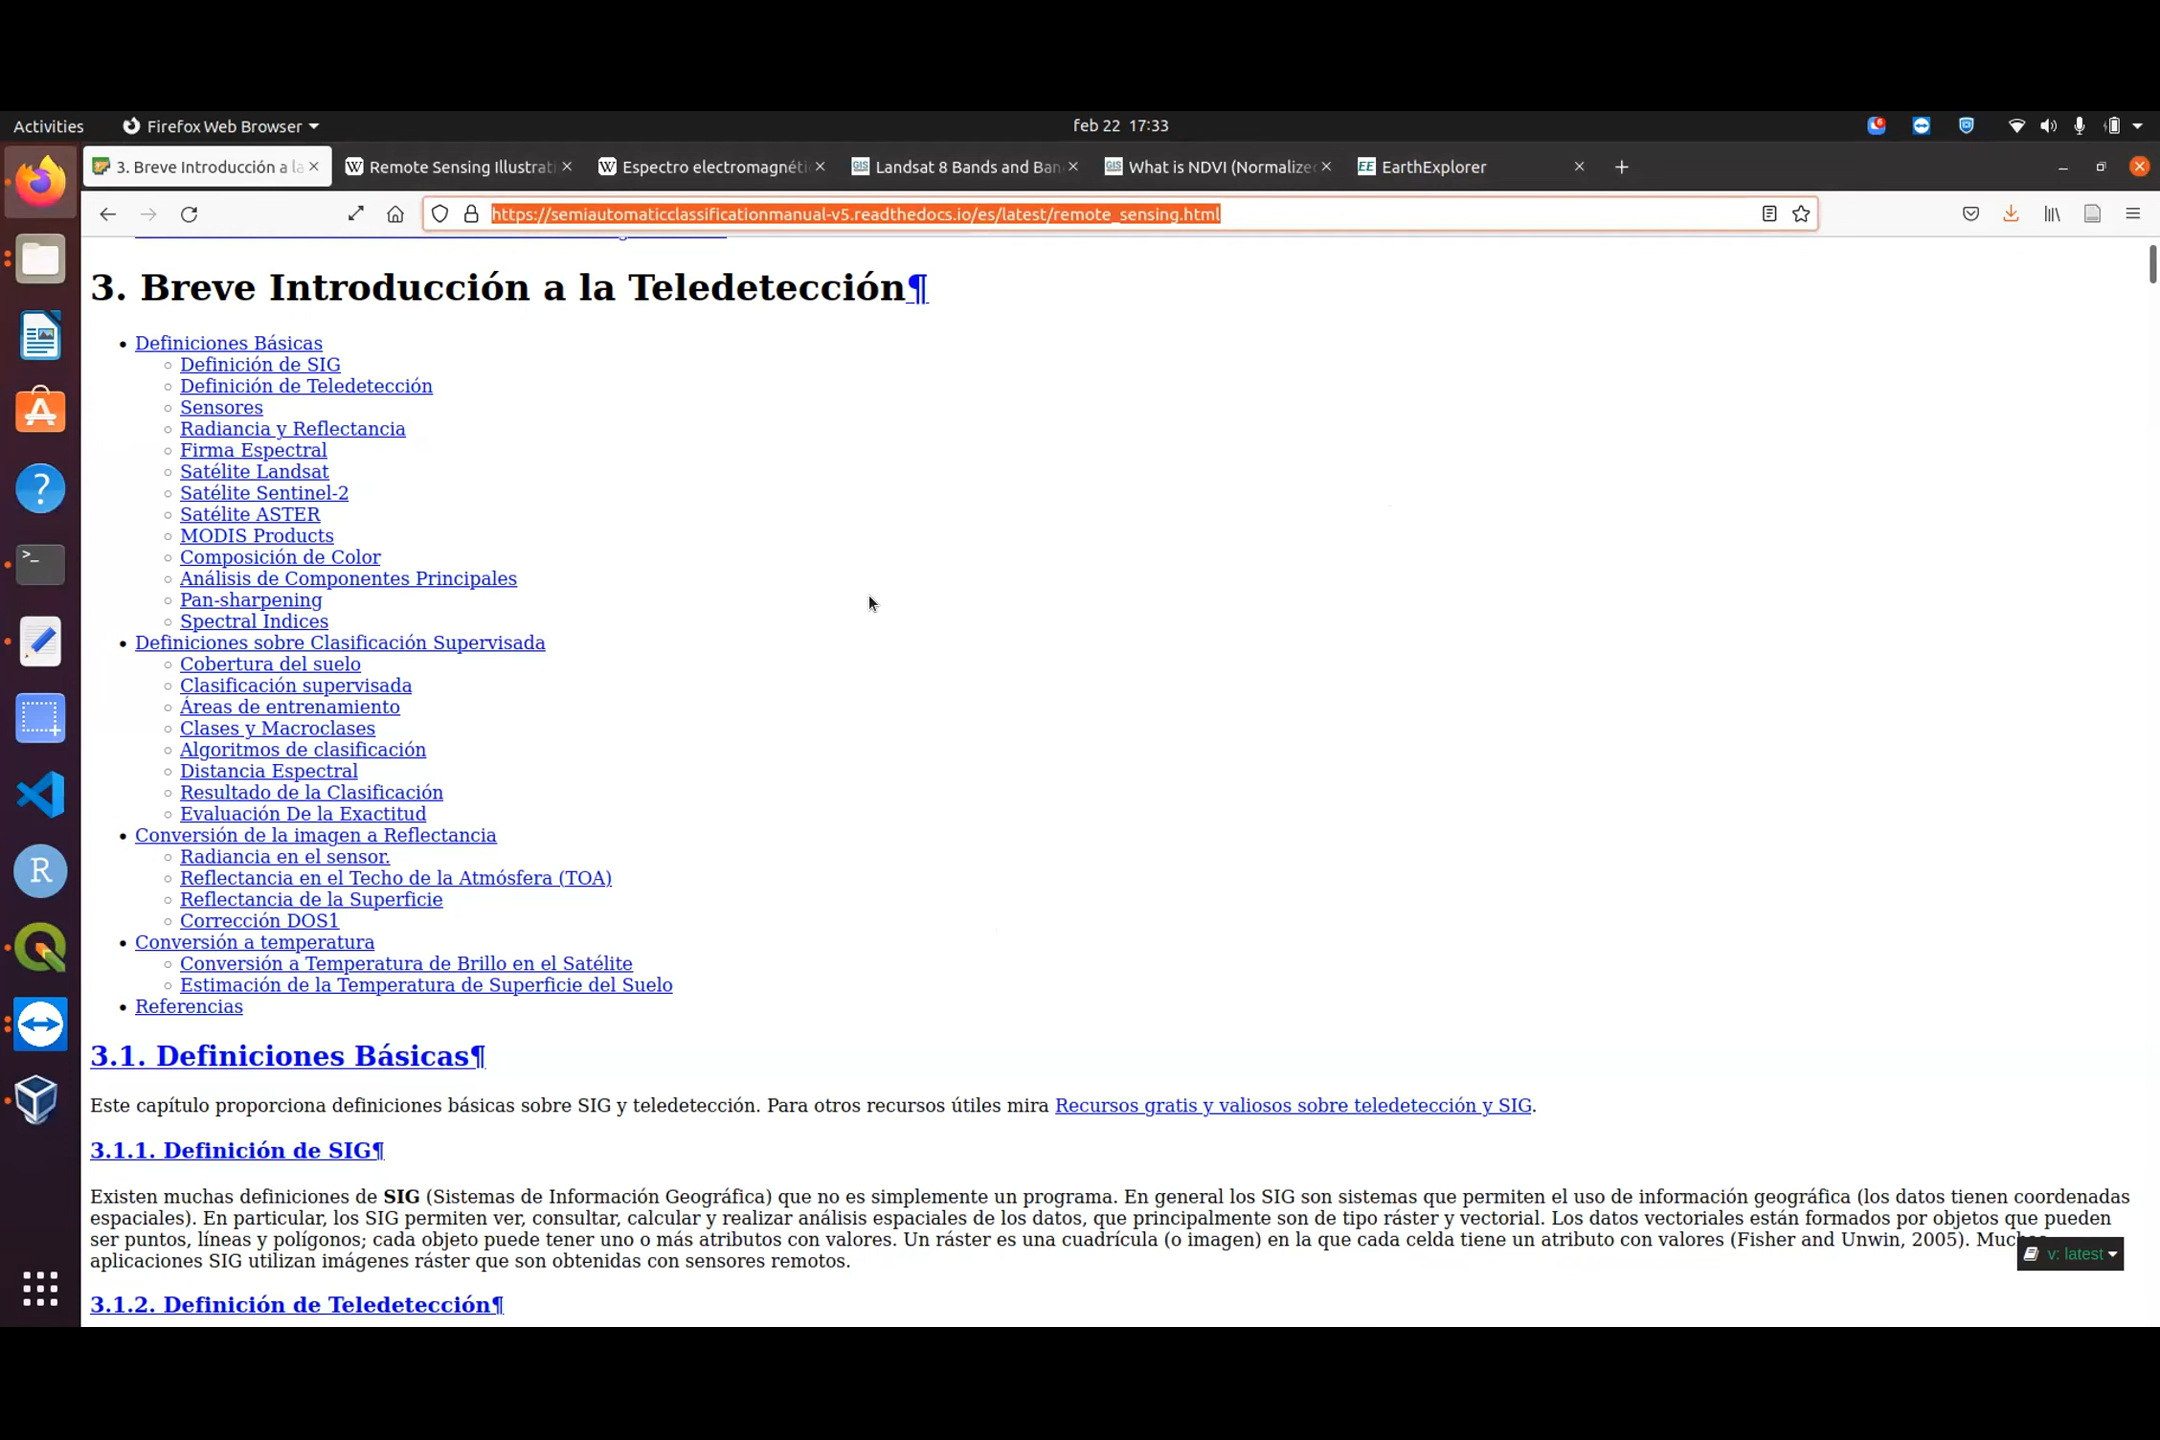 Activities
Firefox Web Browser
feb 22 17:33
3. Breve Introducción a la
Remote Sensing Illustrati
Espectro electromagnéti
Landsat 8 Bands and Ban
What is NDVI (Normalize
EE EarthExplorer
https://semiautomaticclassificationmanual-v5.readthedocs.io/es/latest/remote_sensing.html
3. Breve Introducción a la Teledetección¶
Definiciones Básicas
Definición de SIG
Definición de Teledetección
Sensores
Radiancia y Reflectancia
Firma Espectral
Satélite Landsat
Satélite Sentinel-2
Satélite ASTER
MODIS Products
Composición de Color
Análisis de Componentes Principales
Pan-sharpening
Spectral Indices
Definiciones sobre Clasificación Supervisada
Cobertura del suelo
Clasificación supervisada
Áreas de entrenamiento
Clases y Macroclases
Algoritmos de clasificación
Distancia Espectral
Resultado de la Clasificación
Evaluación De la Exactitud
Conversión de la imagen a Reflectancia
Radiancia en el sensor.
Reflectancia en el Techo de la Atmósfera (TOA)
Reflectancia de la Superficie
Corrección DOS1
Conversión a temperatura
Conversión a Temperatura de Brillo en el Satélite
Estimación de la Temperatura de Superficie del Suelo
Referencias
3.1. Definiciones Básicas¶
Este capítulo proporciona definiciones básicas sobre SIG y teledetección. Para otros recursos útiles mira Recursos gratis y valiosos sobre teledetección y SIG.
3.1.1. Definición de SIG¶
Existen muchas definiciones de SIG (Sistemas de Información Geográfica) que no es simplemente un programa. En general los SIG son sistemas que permiten el uso de información geográfica (los datos tienen coordenadas
espaciales). En particular, los SIG permiten ver, consultar, calcular y realizar análisis espaciales de los datos, que principalmente son de tipo ráster y vectorial. Los datos vectoriales están formados por objetos que pueden
ser puntos, líneas y polígonos; cada objeto puede tener uno o más atributos con valores. Un ráster es una cuadrícula (o imagen) en la que cada celda tiene un atributo con valores (Fisher and Unwin, 2005).
aplicaciones SIG utilizan imágenes ráster que son obtenidas con sensores remotos.
v: latest
3.1.2. Definición de Teledetección¶